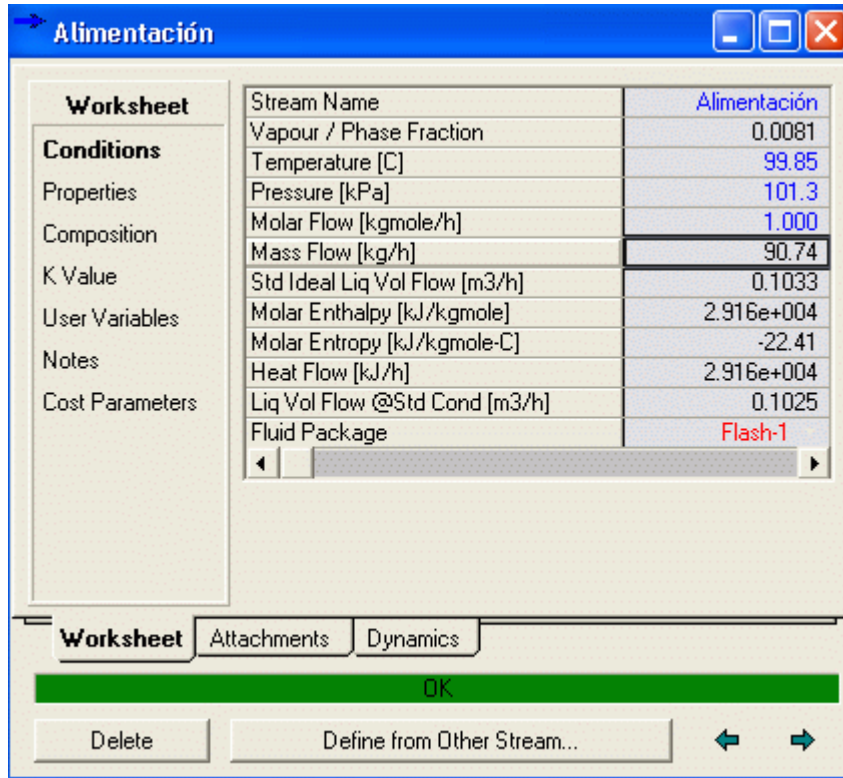 Alimentación
Worksheet
Conditions
Properties
Composition
K Value
User Variables
Notes
Cost Parameters
Stream Name Alimentación
Vapour / Phase Fraction 0.0081
Temperature [C] 99.85
Pressure [kPa] 101.3
Molar Flow [kgmole/h] 1.000
Mass Flow [kg/h] 90.74
Std Ideal Liq Vol Flow [m3/h] 0.1033
Molar Enthalpy [kJ/kgmole] 2.916e+004
Molar Entropy [kJ/kgmole-C] -22.41
Heat Flow [kJ/h] 2.916e+004
Liq Vol Flow @Std Cond [m3/h] 0.1025
Fluid Package Flash-1
Worksheet Attachments Dynamics
OK
Delete Define from Other Stream...